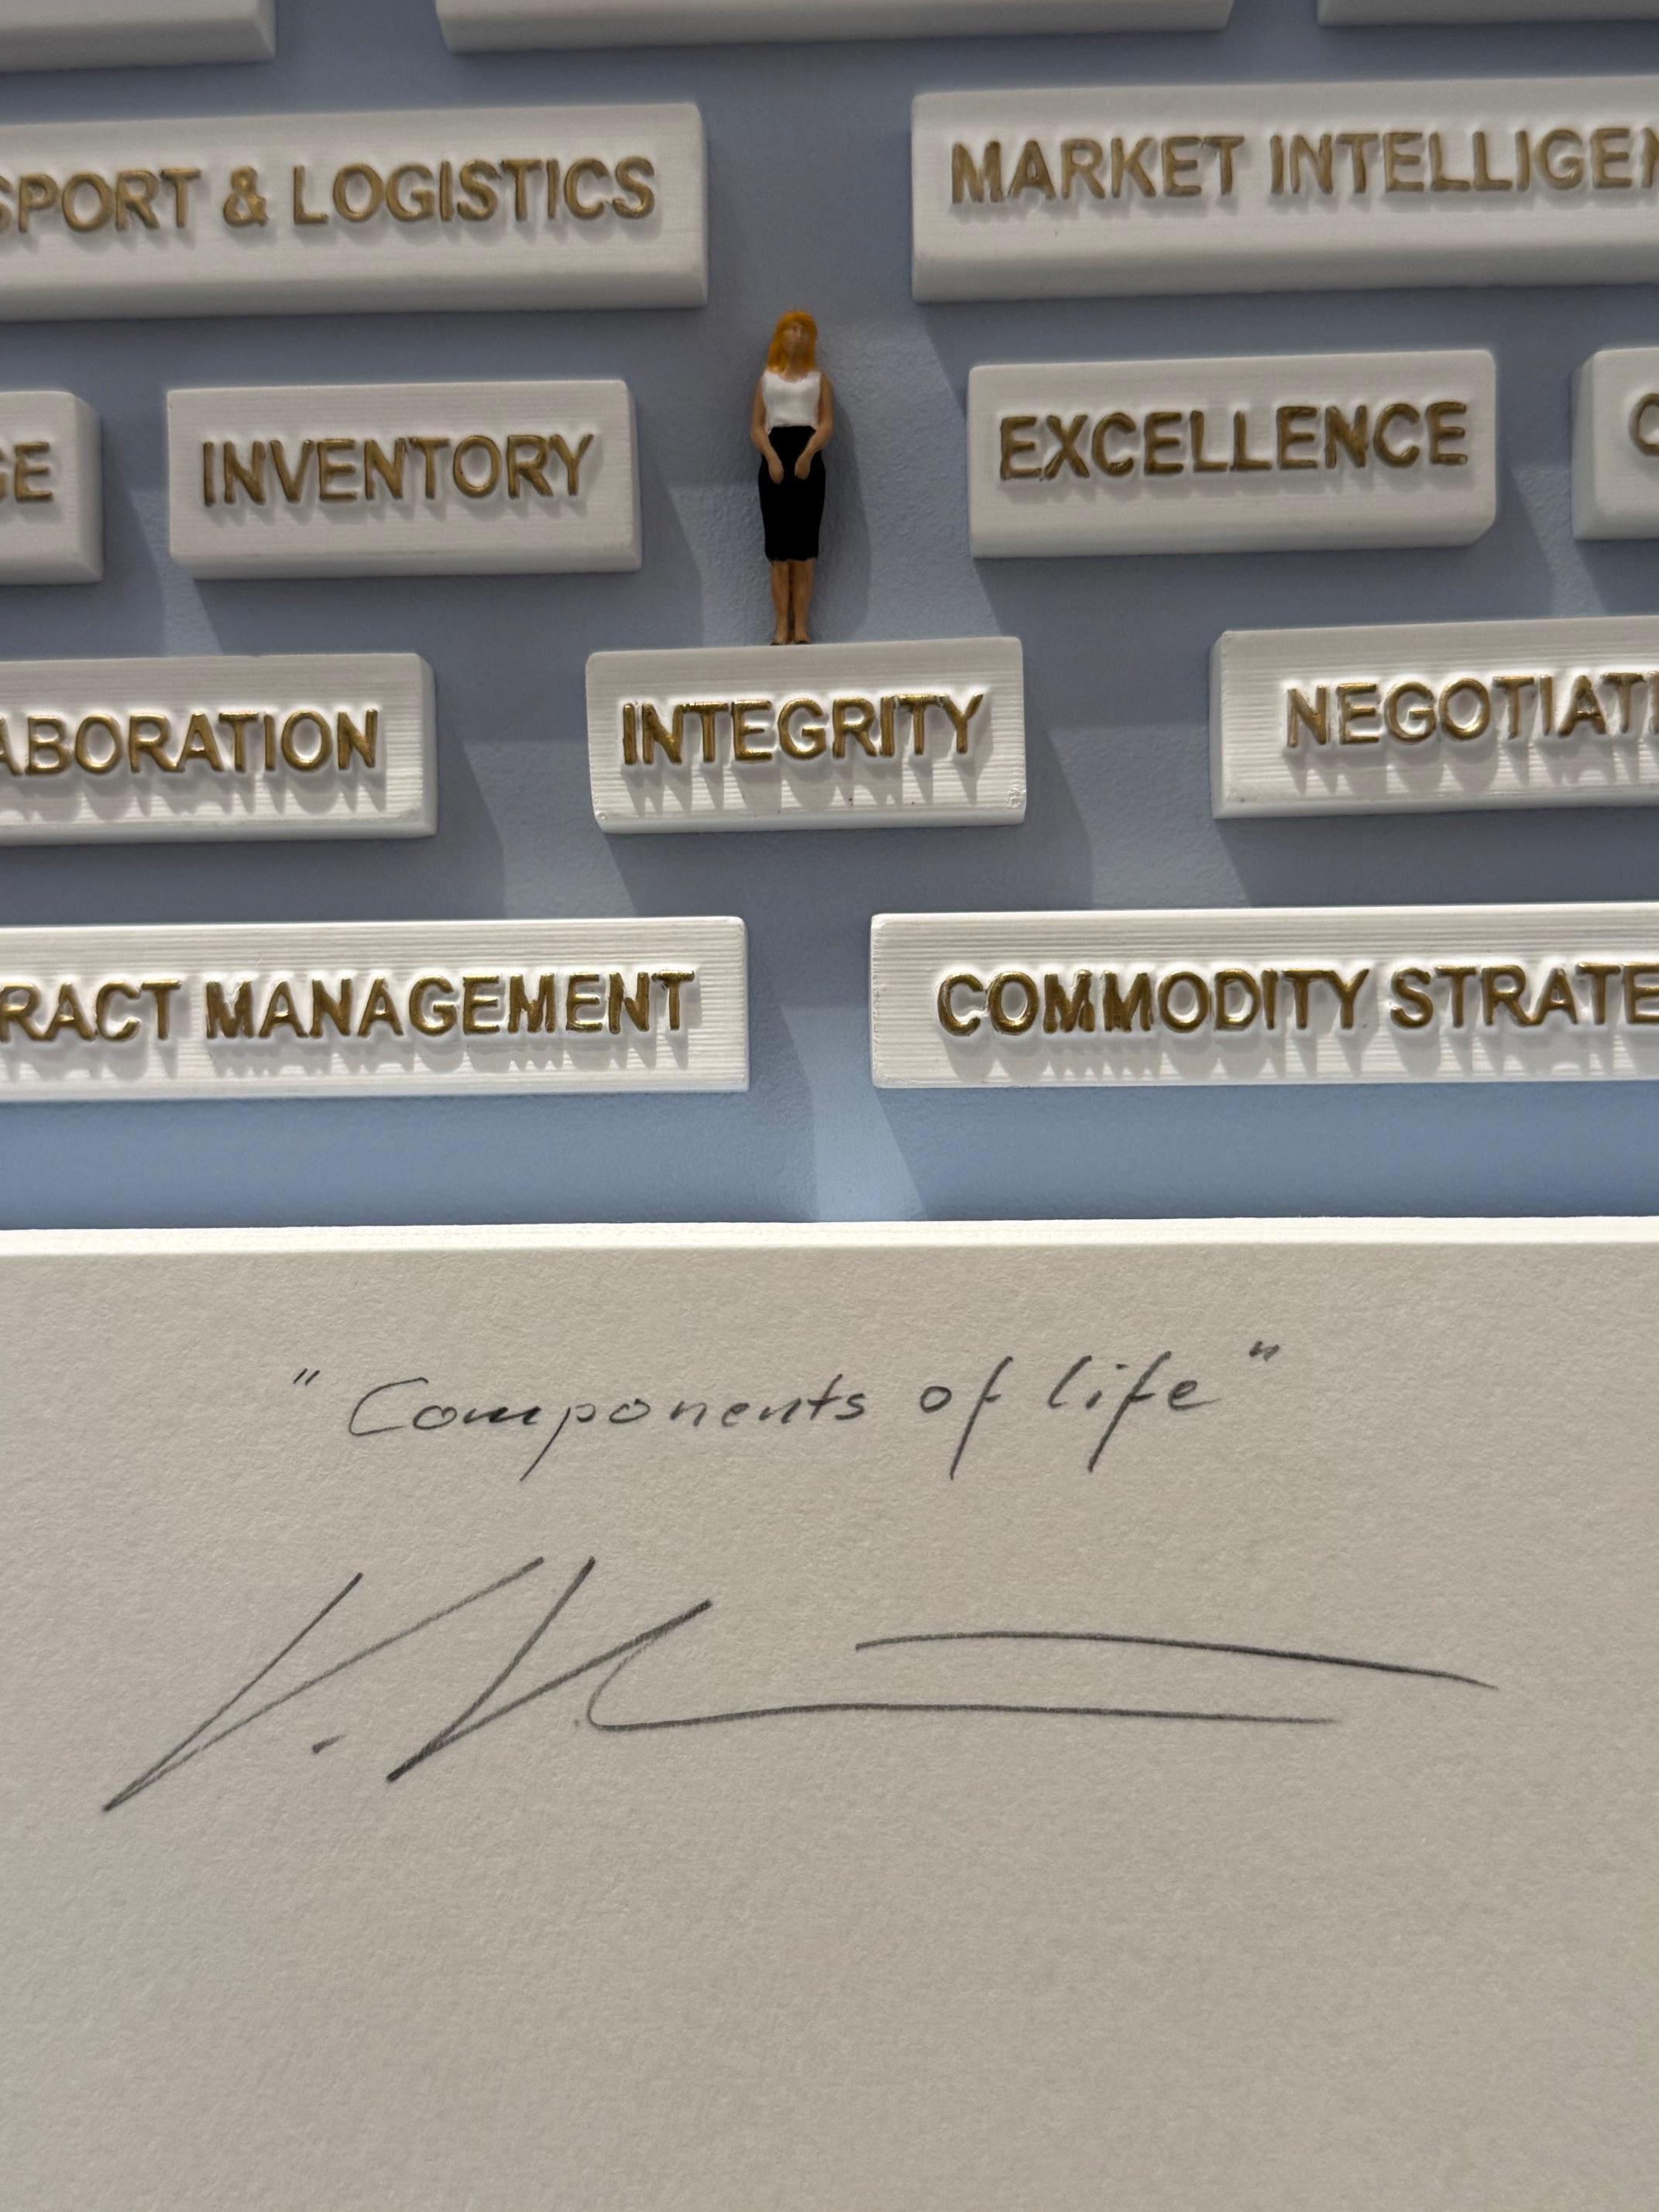 SPORT & LOGISTICS
MARKET INTELLIGEN
GE
INVENTORY
EXCELLENCE
ABORATION
INTEGRITY
NEGOTIATI
RACT MANAGEMENT
COMMODITY STRATE
"Components of life"